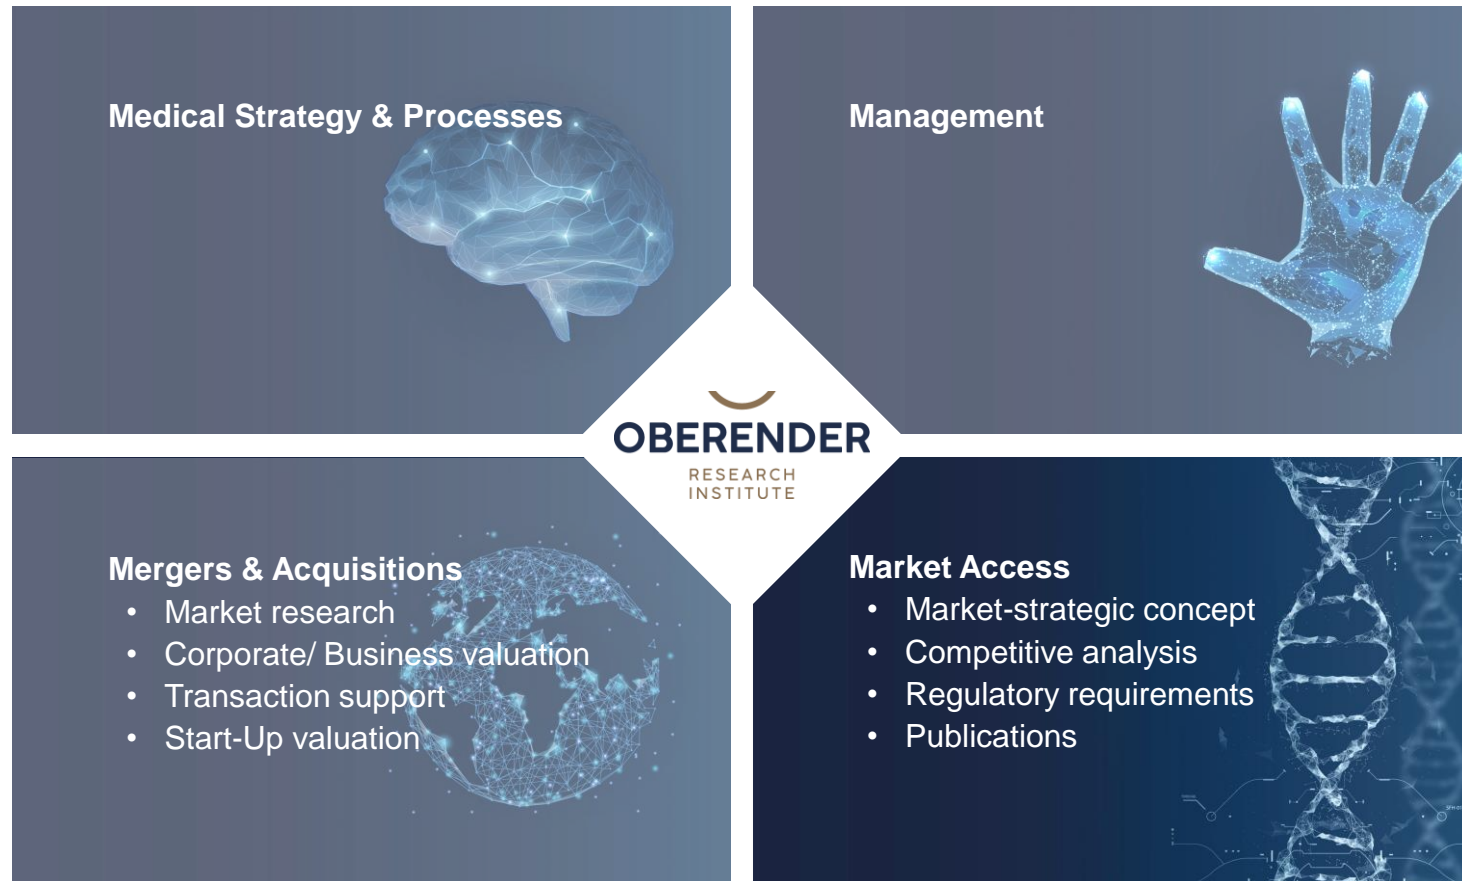 Medical Strategy & Processes
Management
OBERENDER
RESEARCH
INSTITUTE
Mergers & Acquisitions
• Market research
• Corporate/ Business valuation
• Transaction support
• Start-Up valuation
Market Access
• Market-strategic concept
• Competitive analysis
• Regulatory requirements
• Publications